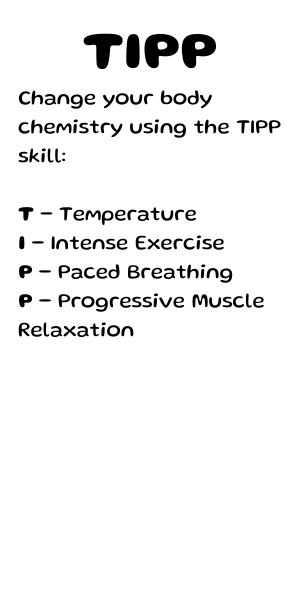 TIPP
Change your body
chemistry using the TIPP
skill:
T - Temperature
I - Intense Exercise
P - Paced Breathing
P - Progressive Muscle
Relaxation